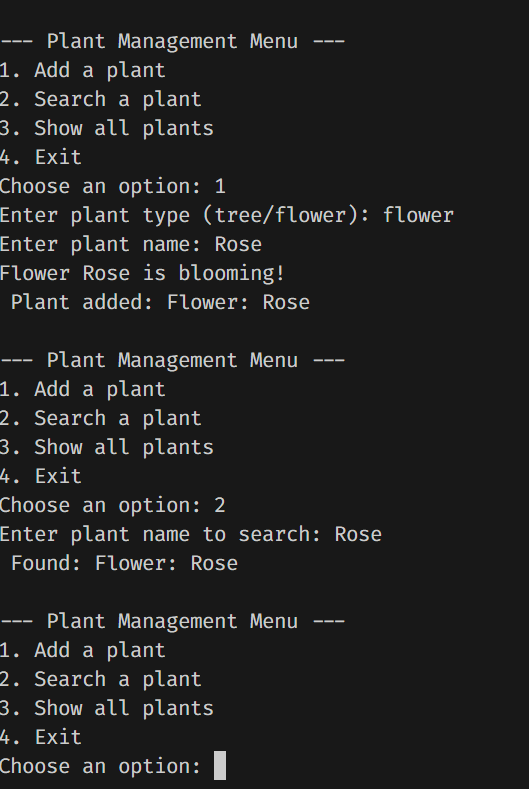 --- Plant Management Menu ---
1. Add a plant
2. Search a plant
3. Show all plants
4. Exit
Choose an option: 1
Enter plant type (tree/flower): flower
Enter plant name: Rose
Flower Rose is blooming!
 Plant added: Flower: Rose

--- Plant Management Menu ---
1. Add a plant
2. Search a plant
3. Show all plants
4. Exit
Choose an option: 2
Enter plant name to search: Rose
 Found: Flower: Rose

--- Plant Management Menu ---
1. Add a plant
2. Search a plant
3. Show all plants
4. Exit
Choose an option: